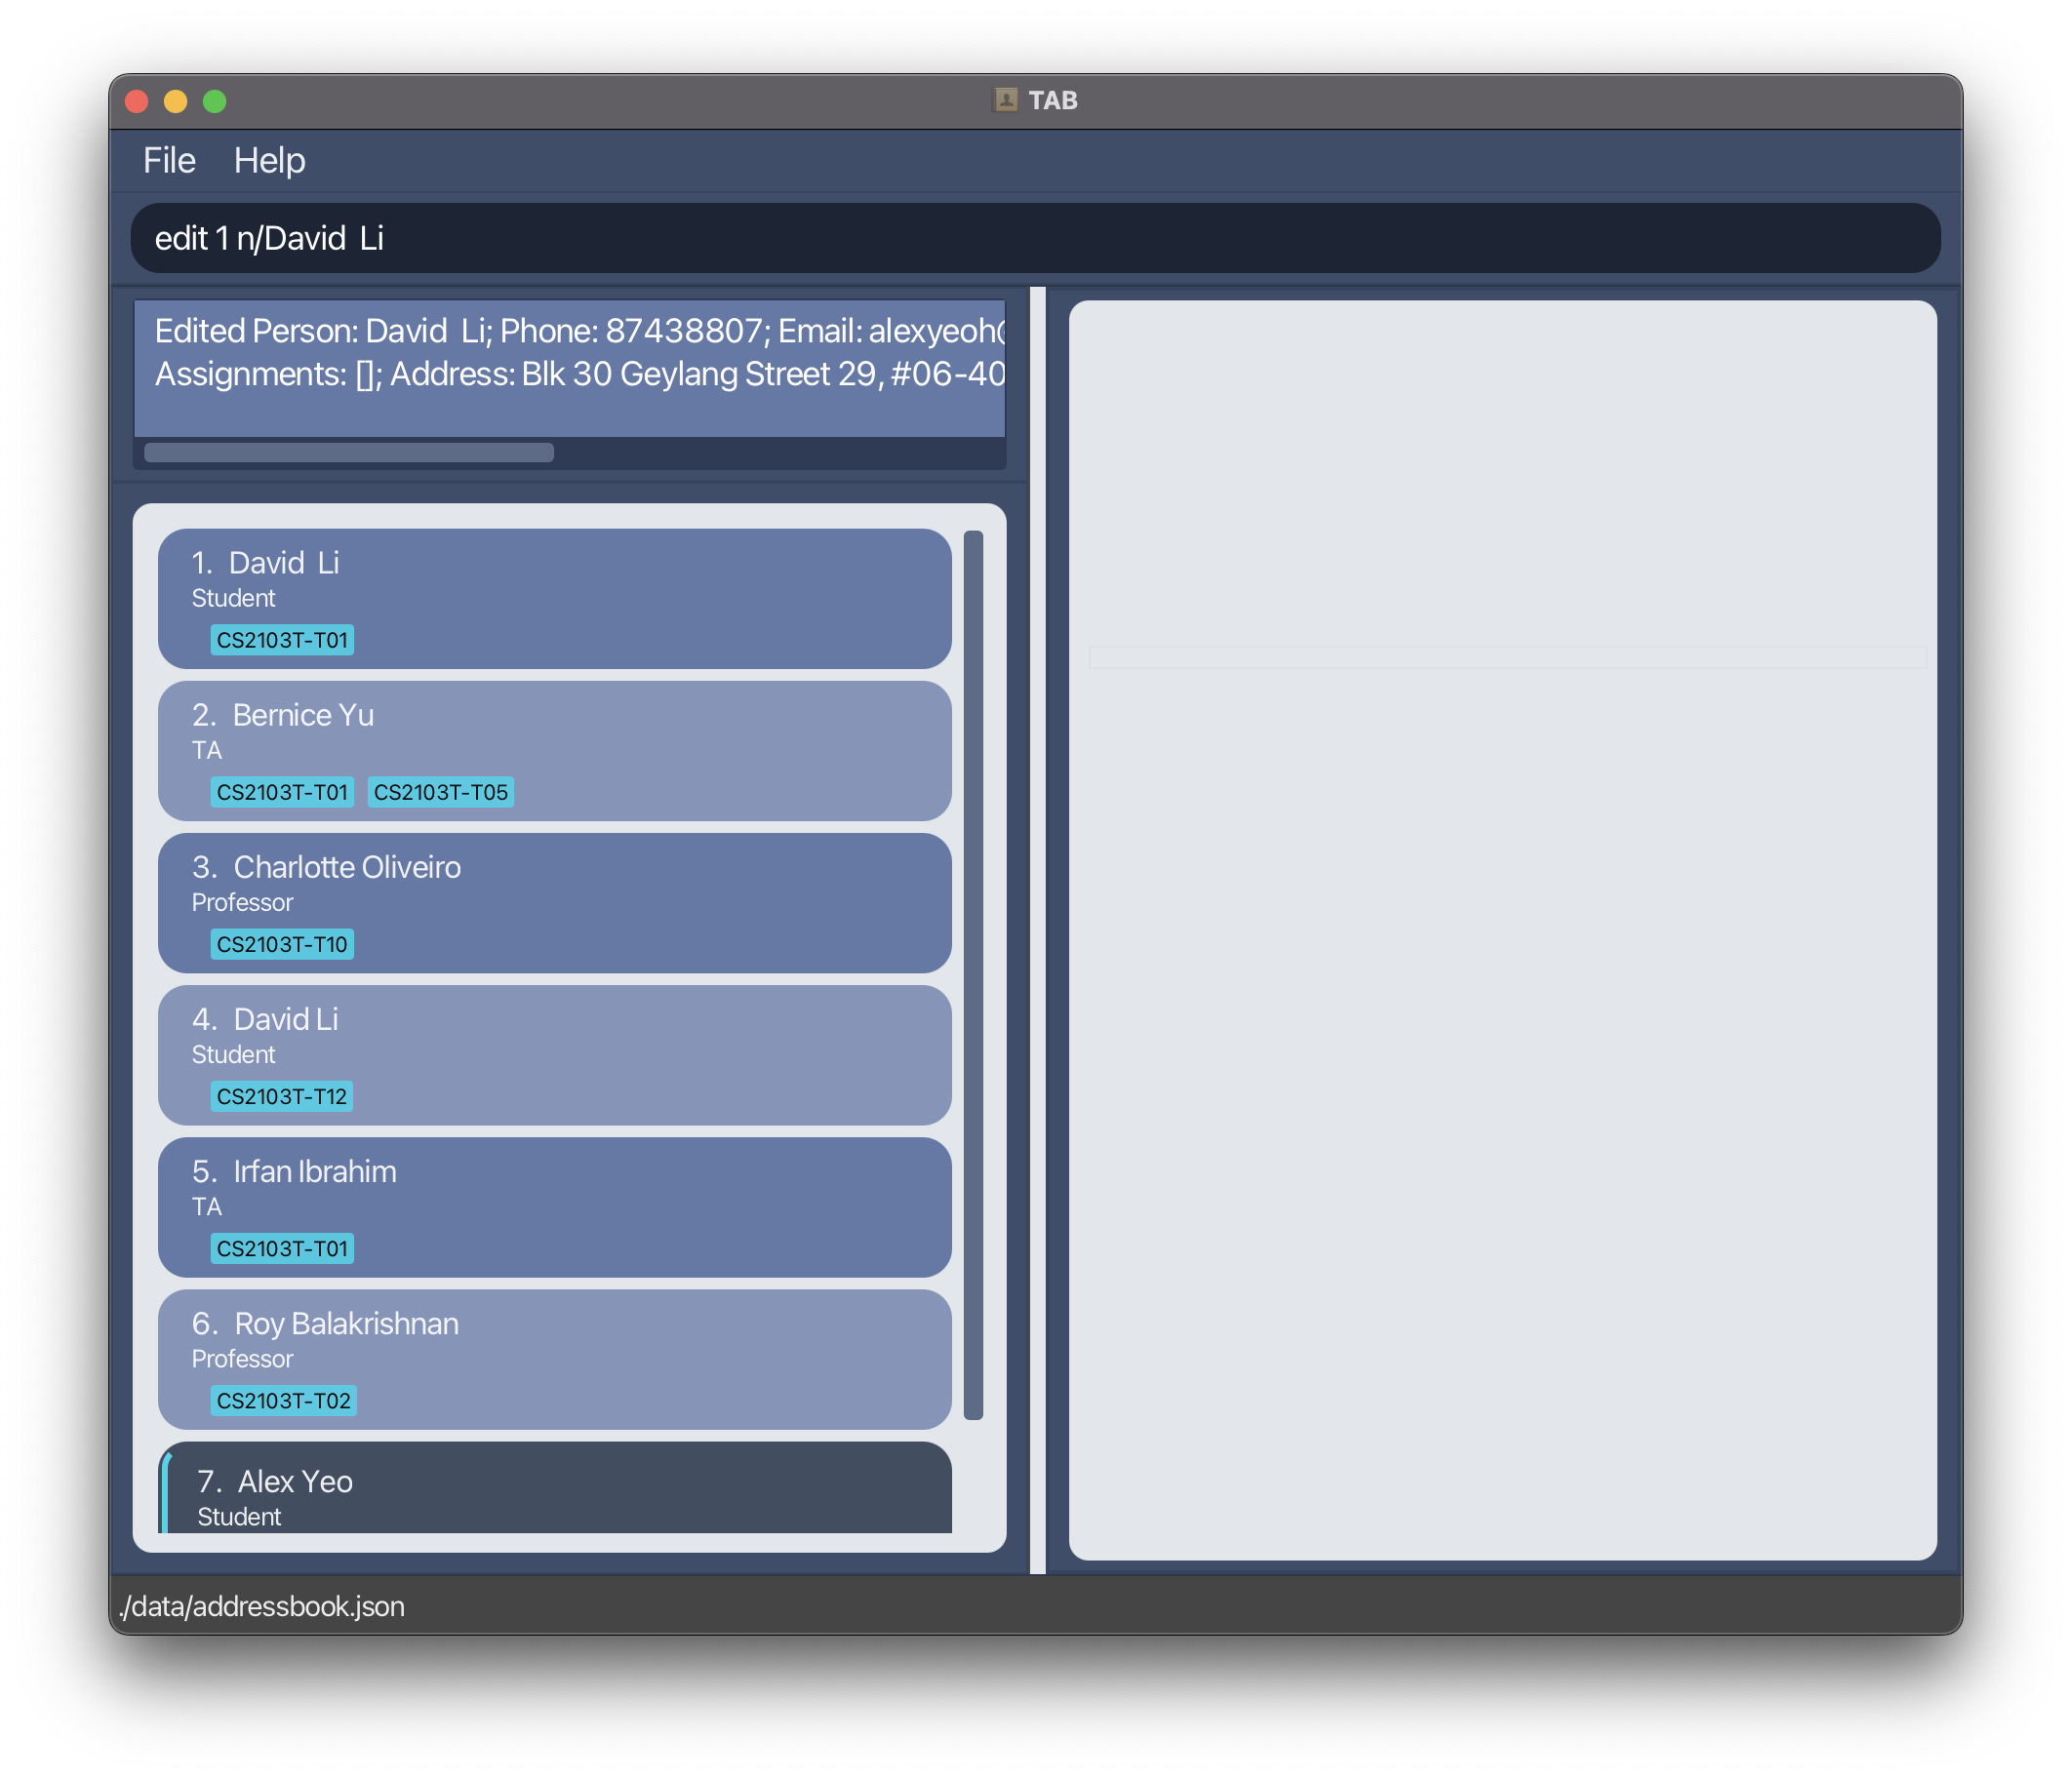 TAB
File Help
edit 1 n/David  Li
Edited Person: David  Li; Phone: 87438807; Email: alexyeoh@
Assignments: []; Address: Blk 30 Geylang Street 29, #06-40
1. David  Li
Student
CS2103T-T01
2. Bernice Yu
TA
CS2103T-T01 CS2103T-T05
3. Charlotte Oliveiro
Professor
CS2103T-T10
4. David Li
Student
CS2103T-T12
5. Irfan Ibrahim
TA
CS2103T-T01
6. Roy Balakrishnan
Professor
CS2103T-T02
7. Alex Yeo
Student
./data/addressbook.json